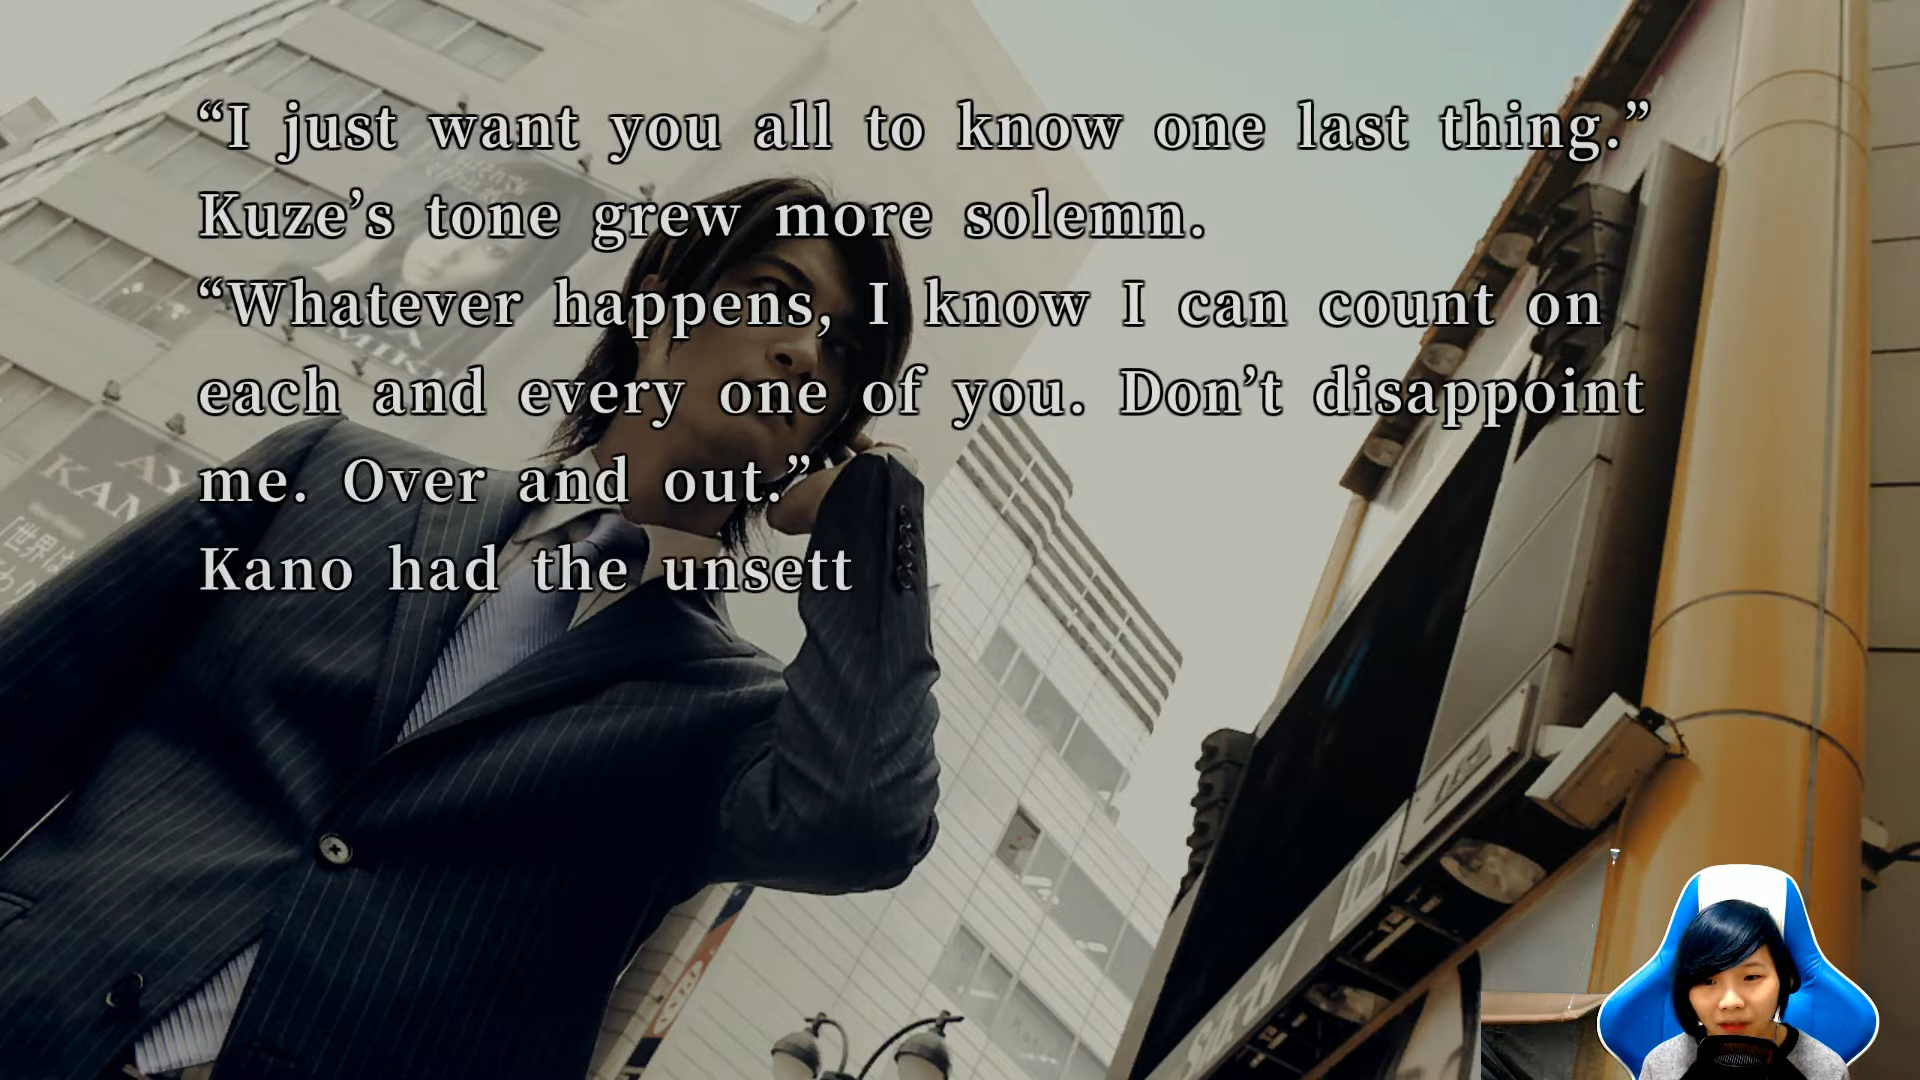 “I just want you all to know one last thing.”
Kuze’s tone grew more solemn.
“Whatever happens, I know I can count on
each and every one of you. Don’t disappoint
me. Over and out.”
Kano had the unsett